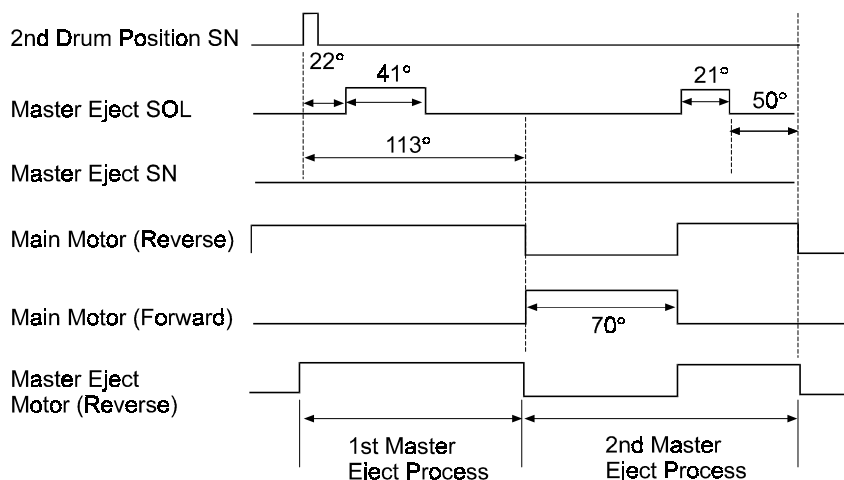 2nd Drum Position SN
22°
41°
21°
Master Eject SOL
50°
113°
Master Eject SN
Main Motor (Reverse)
Main Motor (Forward)
70°
Master Eject
Motor (Reverse)
1st Master
Eject Process
2nd Master
Eject Process